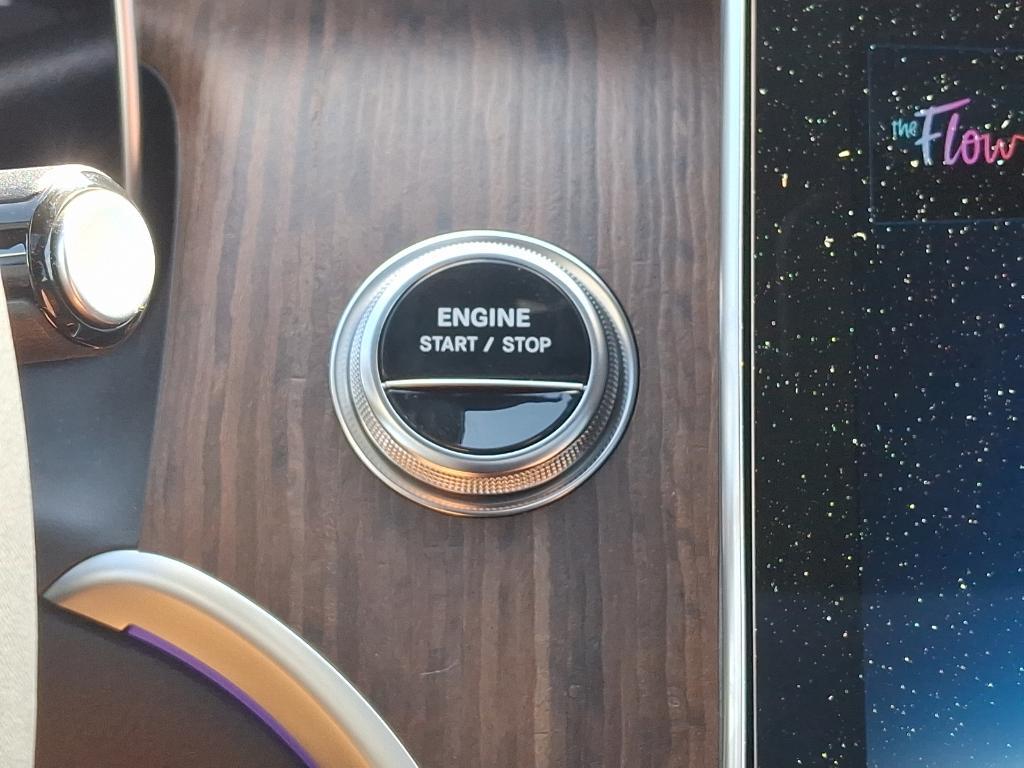 ENGINE
START / STOP
the
Flow